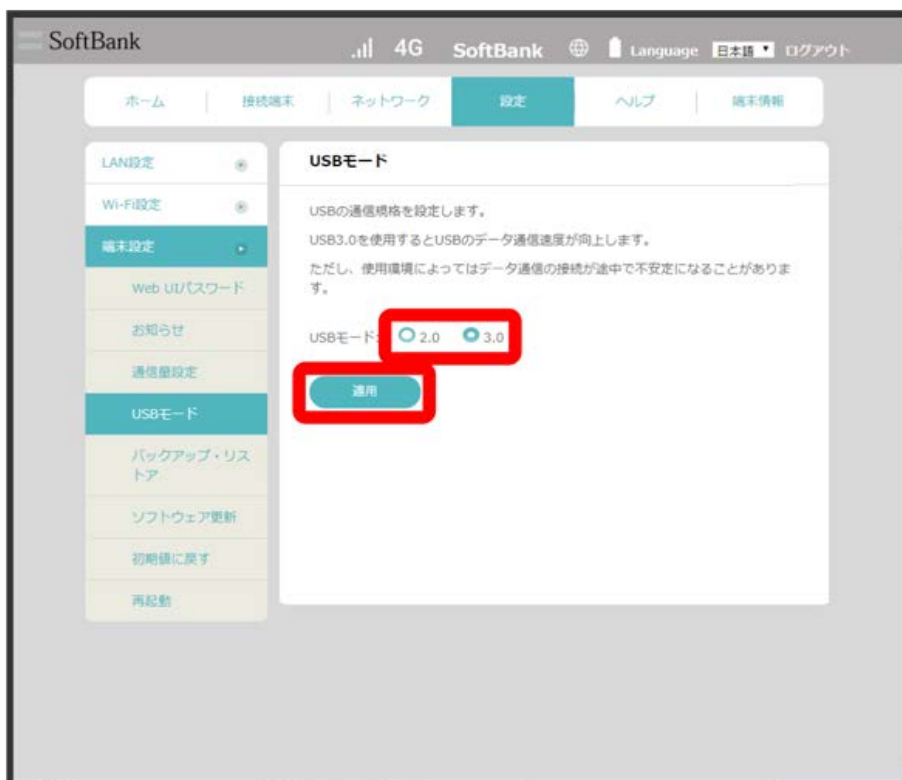 SoftBank
4G SoftBank Language 日本語 ログアウト
ホーム 接続端末 ネットワーク 設定 ヘルプ 端末情報
LAN設定
Wi-Fi設定
端末設定
Web UIパスワード
お知らせ
通信量設定
USBモード
バックアップ・リス
トア
ソフトウェア更新
初期値に戻す
再起動
USBモード
USBの通信規格を設定します。
USB3.0を使用するとUSBのデータ通信速度が向上します。
ただし、使用環境によってはデータ通信の接続が途中で不安定になることがありま
す。
USBモード: 2.0 3.0
適用